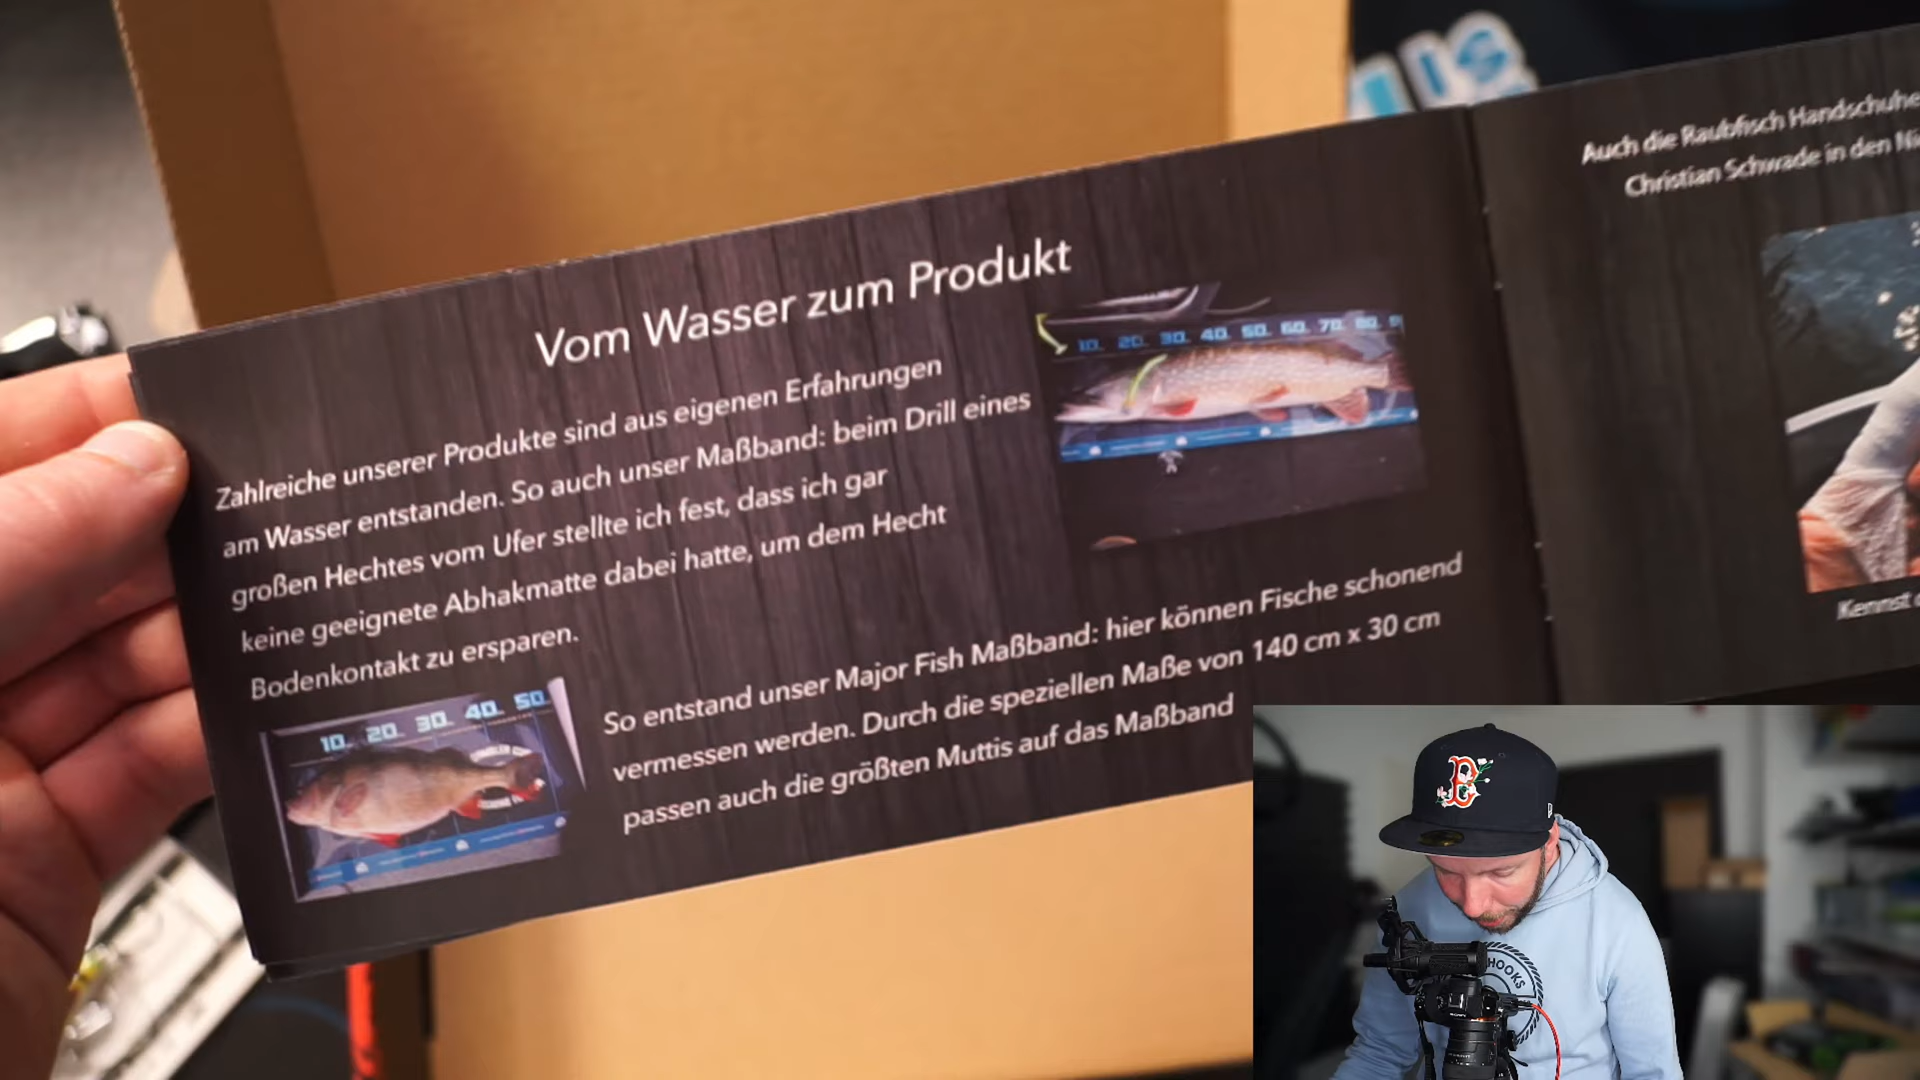 Vom Wasser zum Produkt
Zahlreiche unserer Produkte sind aus eigenen Erfahrungen
am Wasser entstanden. So auch unser Maßband: beim Drill eines
großen Hechtes vom Ufer stellte ich fest, dass ich gar
keine geeignete Abhakmatte dabei hatte, um dem Hecht
Bodenkontakt zu ersparen.
10 20 30 40 50 60 70 80
10 20 30 40 50
So entstand unser Major Fish Maßband: hier können Fische schonend
vermessen werden. Durch die speziellen Maße von 140 cm x 30 cm
passen auch die größten Muttis auf das Maßband
Auch die Raubfisch Handschuhe
Christian Schwade in den
Kennst
HOOKS
B